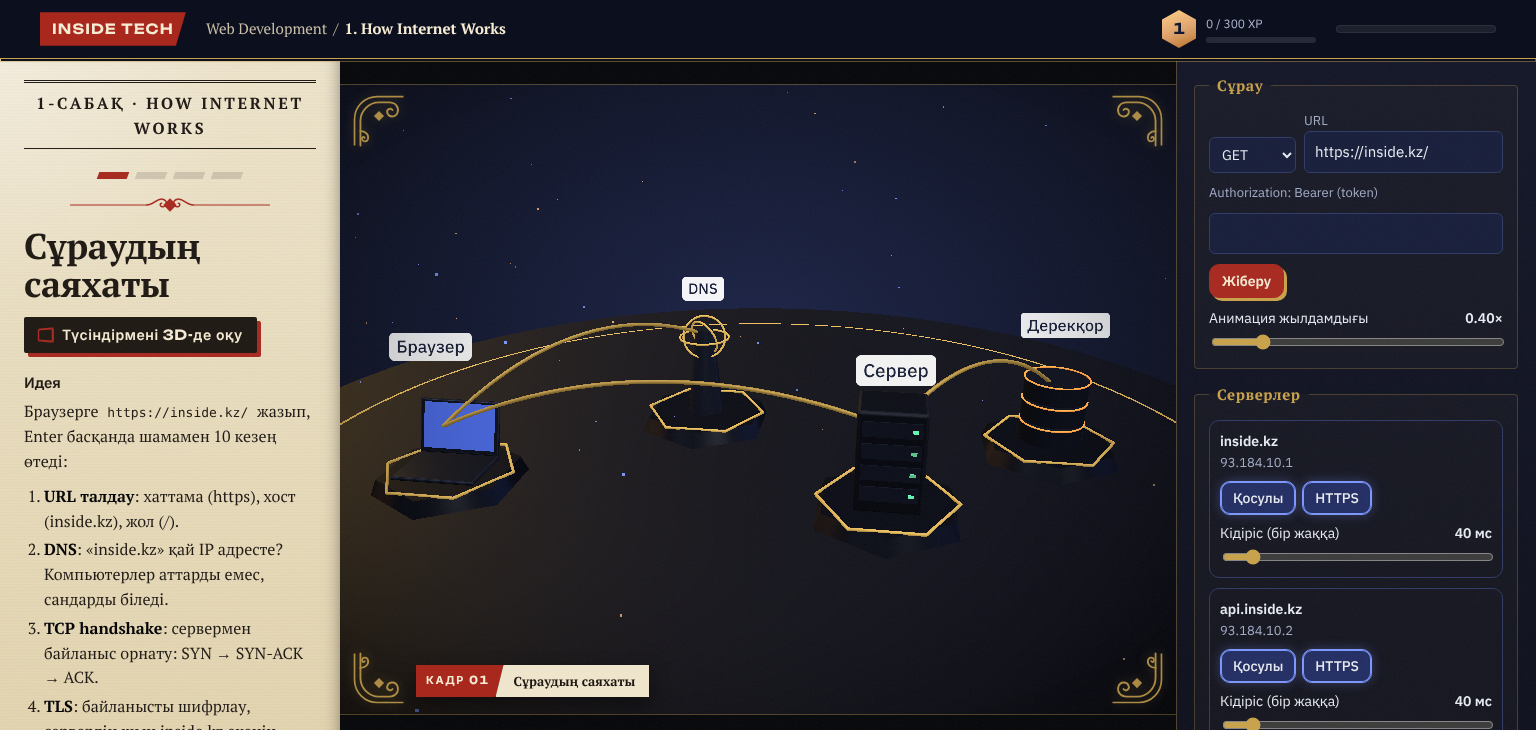 INSIDE TECH
Web Development / 1. How Internet Works
1
0 / 300 XP
1-САБАҚ · HOW INTERNET
WORKS
Сұраудың
саяхаты
Түсіндірмені 3D-де оқу
Идея
Браузерге https://inside.kz/ жазып,
Enter басқанда шамамен 10 кезең
өтеді:
1. URL талдау: хаттама (https), хост
(inside.kz), жол (/).
2. DNS: «inside.kz» қай IP адресте?
Компьютерлер аттарды емес,
сандарды біледі.
3. TCP handshake: сервермен
байланыс орнату: SYN → SYN-ACK
→ ACK.
4. TLS: байланысты шифрлау,
Браузер
DNS
Сервер
Дерекқор
КАДР 01
Сұраудың саяхаты
Сұрау
URL
GET
https://inside.kz/
Authorization: Bearer (token)
Жіберу
Анимация жылдамдығы 0.40×
Серверлер
inside.kz
93.184.10.1
Қосулы HTTPS
Кідіріс (бір жаққа) 40 мс
api.inside.kz
93.184.10.2
Қосулы HTTPS
Кідіріс (бір жаққа) 40 мс